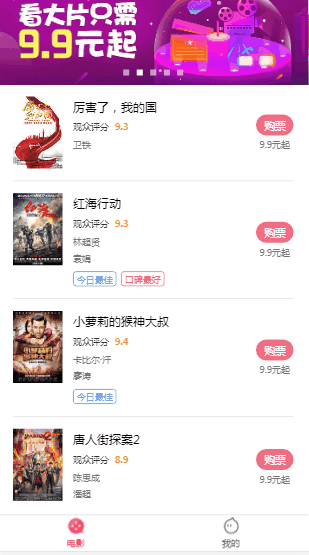 看大片只需
9.9元起
厉害了，我的国
观众评分 9.3
购票
卫铁
9.9元起
红海行动
观众评分 9.3
购票
林超贤
9.9元起
袁媛
今日最佳 口碑最好
小萝莉的猴神大叔
观众评分 9.4
购票
卡比尔·汗
9.9元起
廖涛
今日最佳
唐人街探案2
观众评分 8.9
购票
陈思成
9.9元起
潘超
电影 我的